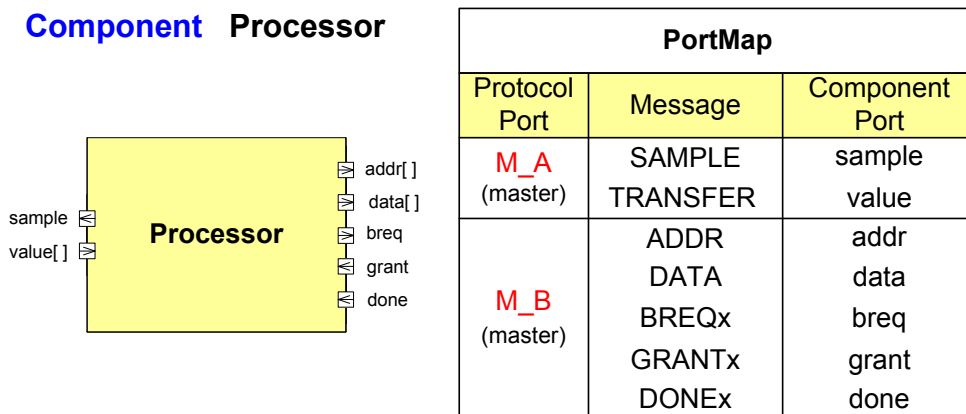 Component Processor
sample
value[ ]
Processor
addr[ ]
data[ ]
breq
grant
done
PortMap
Protocol Port Message Component Port
M_A (master) SAMPLE sample
TRANSFER value
M_B (master) ADDR addr
DATA data
BREQx breq
GRANTx grant
DONEx done